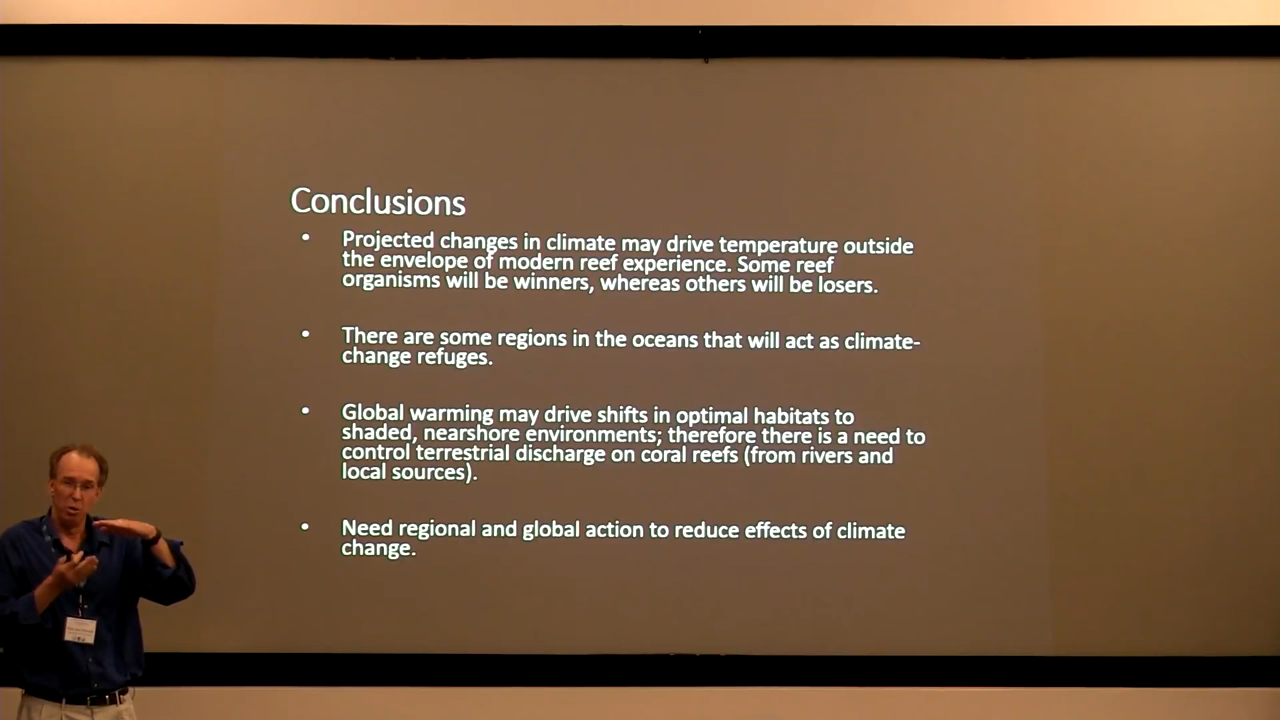 Conclusions
• Projected changes in climate may drive temperature outside
the envelope of modern reef experience. Some reef
organisms will be winners, whereas others will be losers.
• There are some regions in the oceans that will act as climate-
change refuges.
• Global warming may drive shifts in optimal habitats to
shaded, nearshore environments; therefore there is a need to
control terrestrial discharge on coral reefs (from rivers and
local sources).
• Need regional and global action to reduce effects of climate
change.